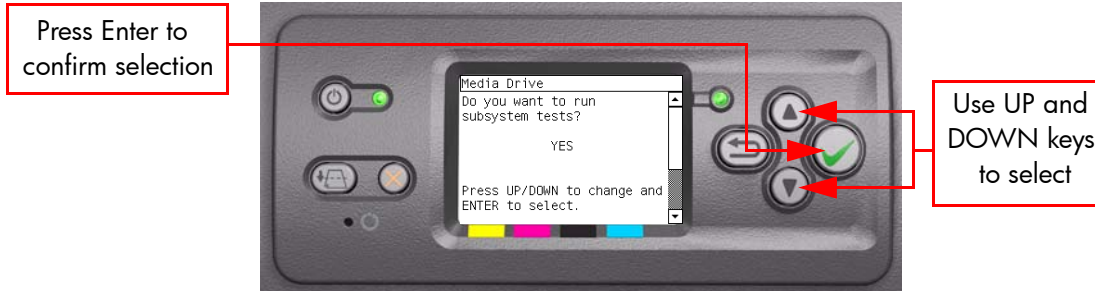 Press Enter to
confirm selection
Media Drive
Do you want to run
subsystem tests?
YES
Press UP/DOWN to change and
ENTER to select.
Use UP and
DOWN keys
to select